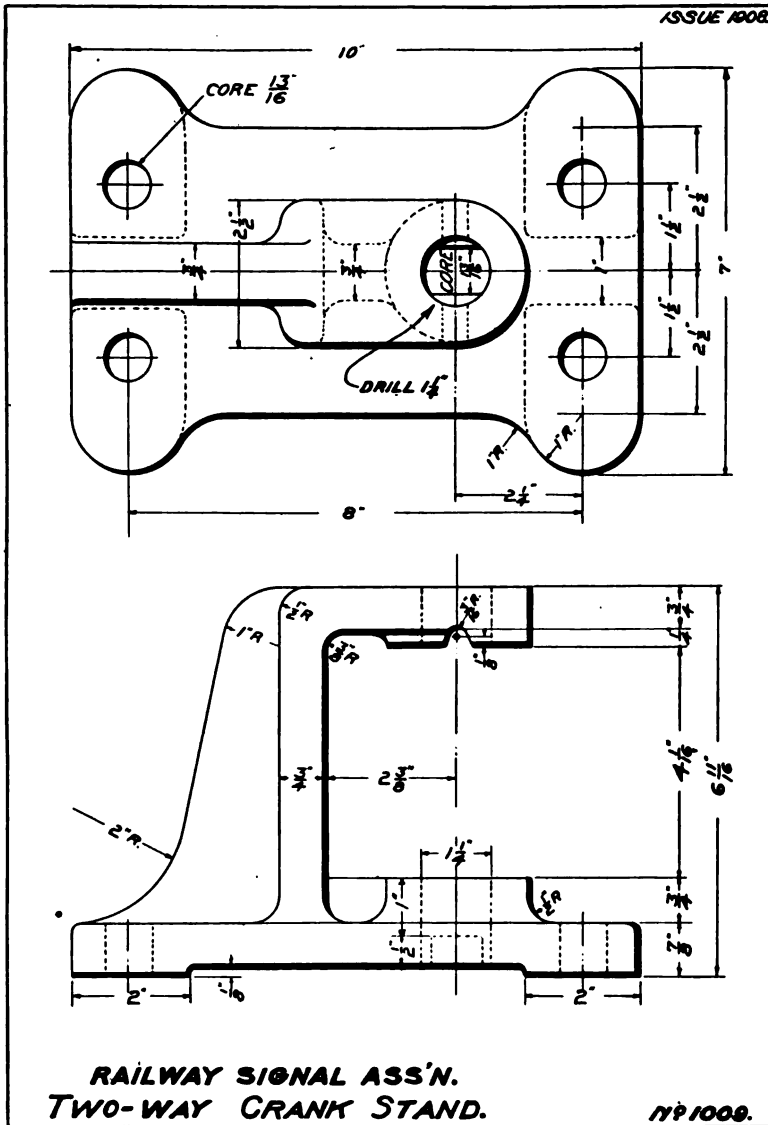 ISSUE 1908.
10"
CORE 13/16"
2 1/2"
3/4"
3/4"
CORE 13/16
1"
1 1/2"
1 1/2"
2 1/2"
2 1/2"
7"
DRILL 1 1/4"
1"R.
1"R.
2 1/4"
8"
1/2"R
1"R
3/8"R
1/8"
3/4"
1/4"
4 1/16"
6 11/16"
3/4"
2 3/8"
2"R.
1 1/4"
1"
1/2"R
3/4"
1/2"
7/8"
2"
1/8"
2"
RAILWAY SIGNAL ASS'N.
TWO-WAY CRANK STAND.
Nº 1009.